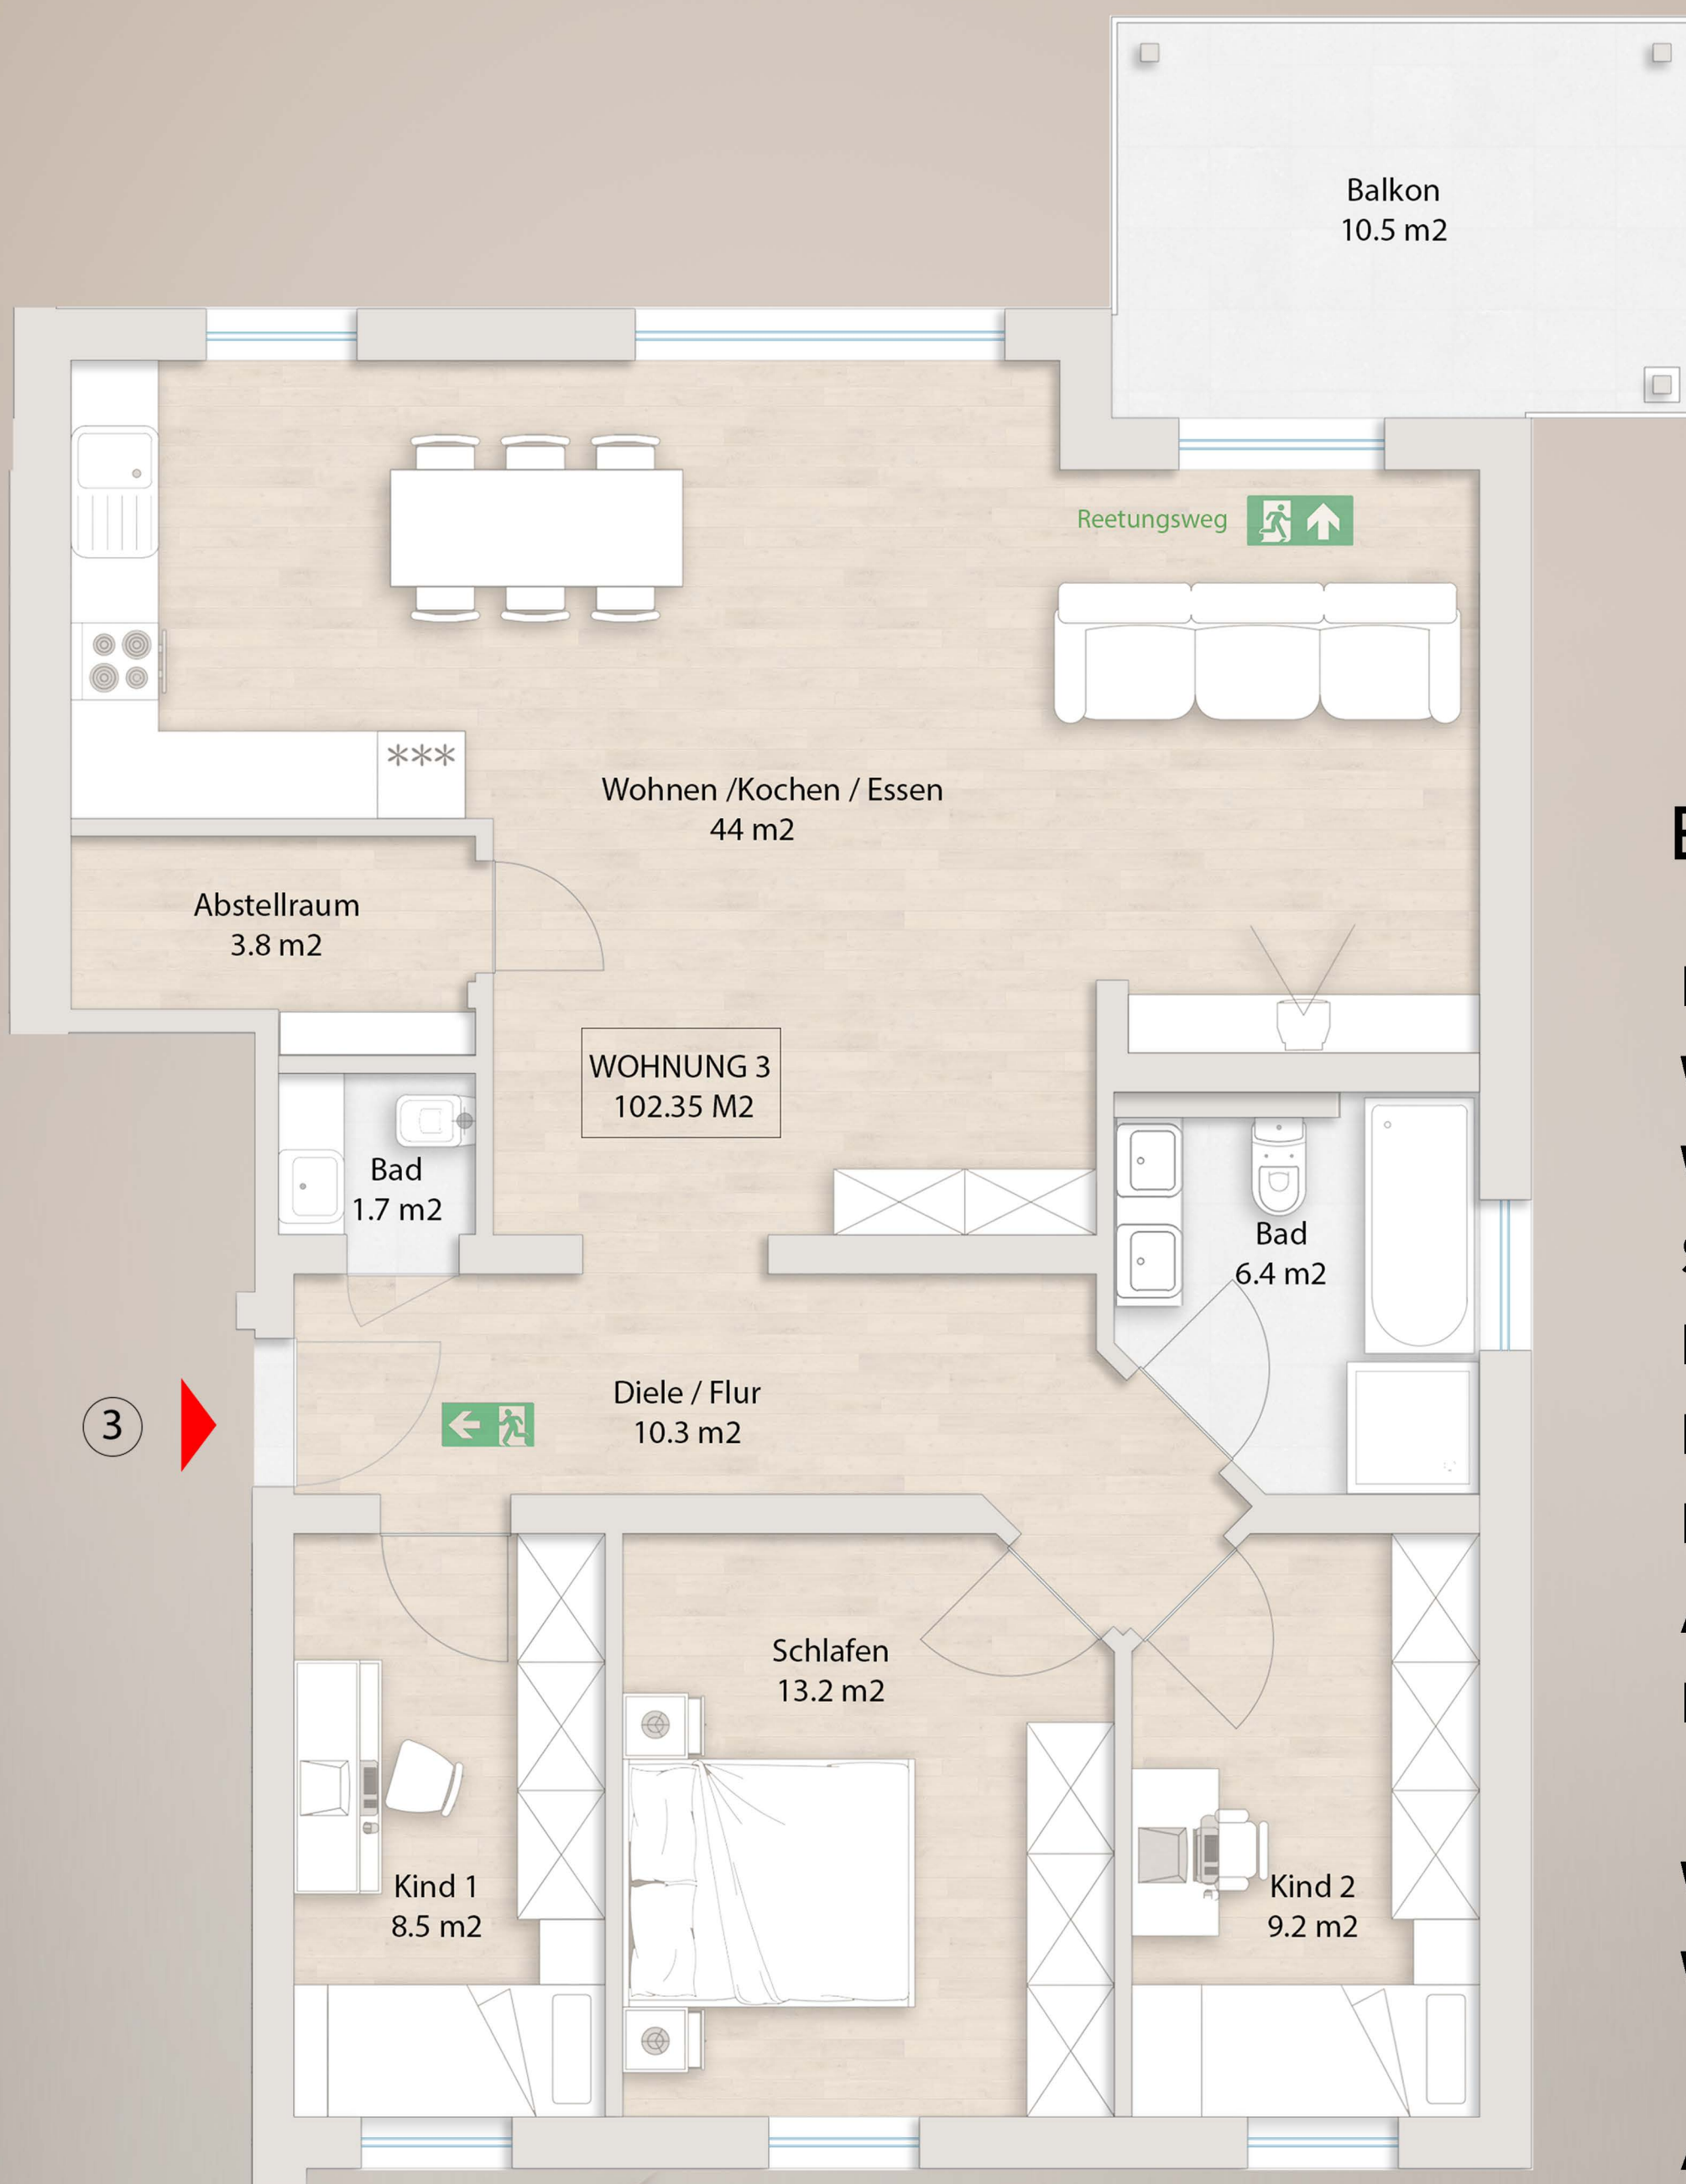 Balkon
10.5 m2
Reetungsweg
***
Wohnen /Kochen / Essen
44 m2
Abstellraum
3.8 m2
WOHNUNG 3
102.35 M2
Bad
1.7 m2
Bad
6.4 m2
Diele / Flur
10.3 m2
3
Schlafen
13.2 m2
Kind 1
8.5 m2
Kind 2
9.2 m2